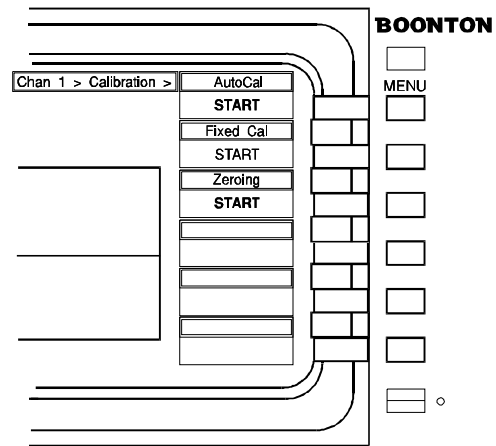 BOONTON
MENU
Chan 1 > Calibration >
AutoCal
START
Fixed Cal
START
Zeroing
START